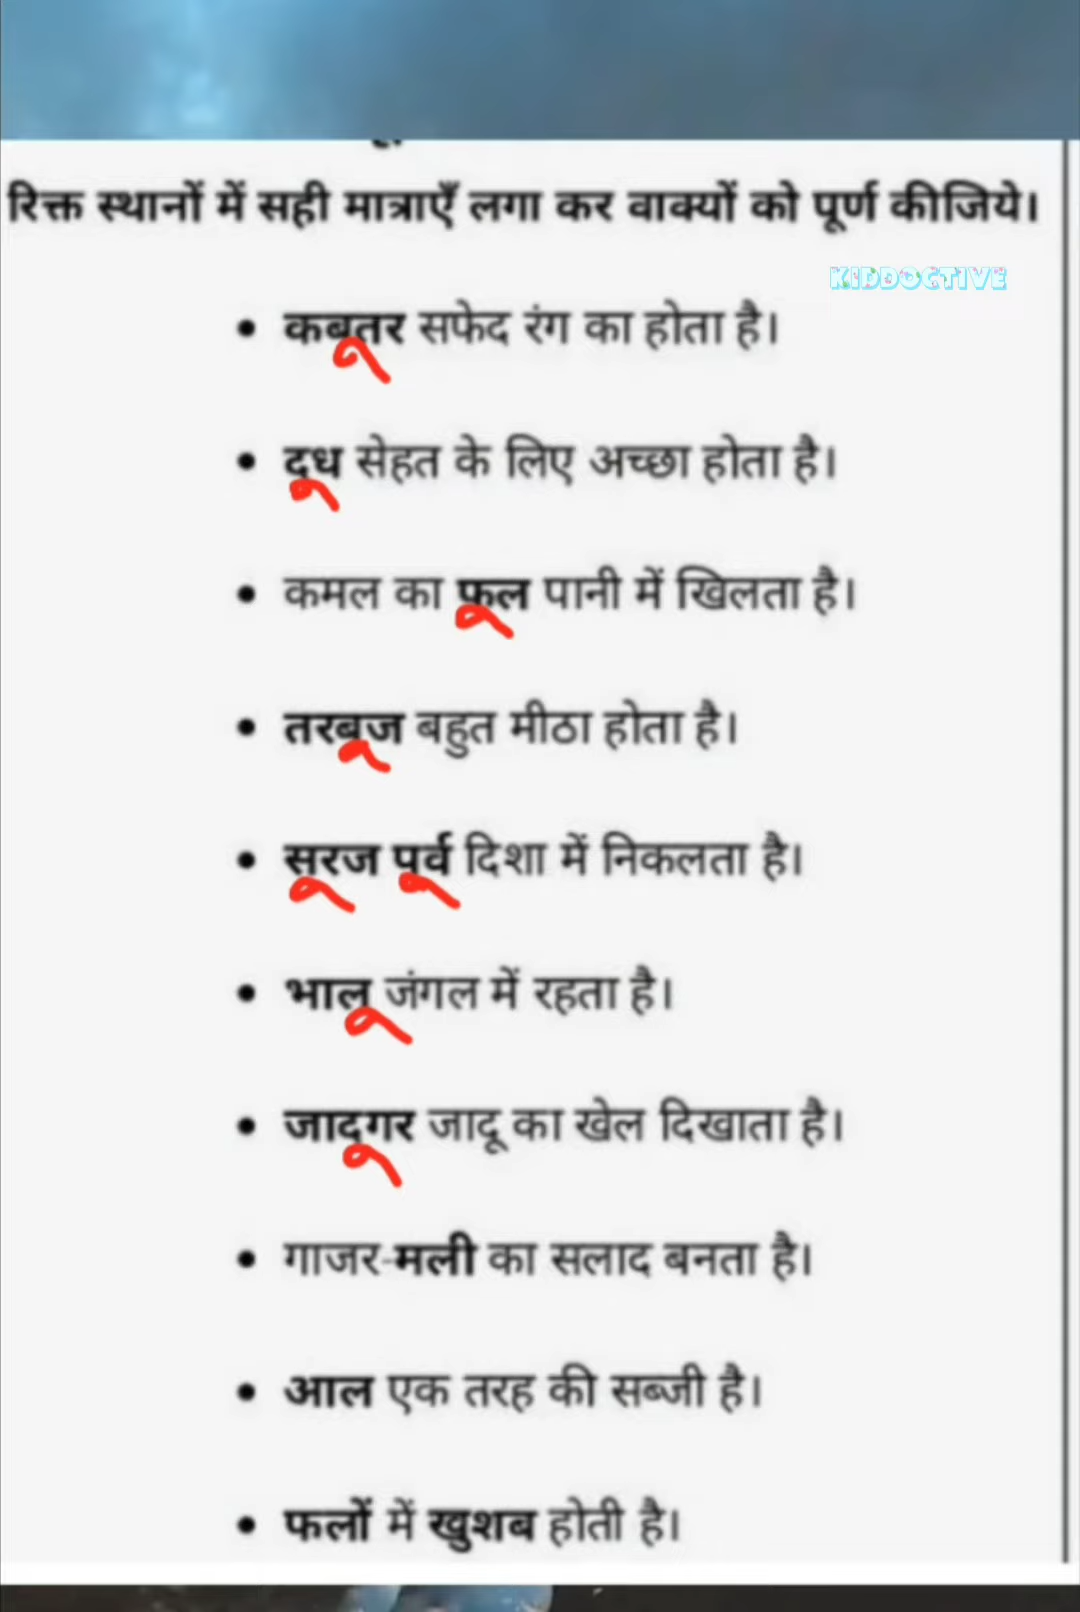 रिक्त स्थानों में सही मात्राएँ लगा कर वाक्यों को पूर्ण कीजिये।
KIDDOCTIVE
• कबूतर सफेद रंग का होता है।
• दूध सेहत के लिए अच्छा होता है।
• कमल का फूल पानी में खिलता है।
• तरबूज बहुत मीठा होता है।
• सूरज पूर्व दिशा में निकलता है।
• भालू जंगल में रहता है।
• जादूगर जादू का खेल दिखाता है।
• गाजर-मली का सलाद बनता है।
• आल एक तरह की सब्जी है।
• फलों में खुशब होती है।